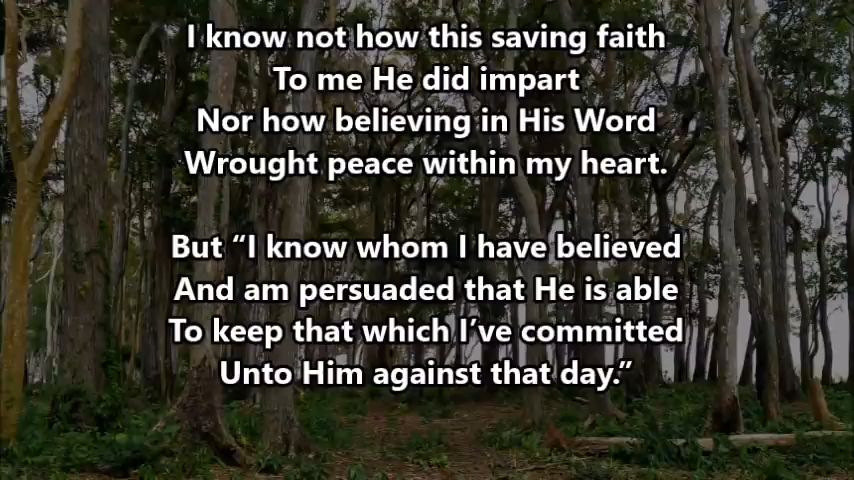 I know not how this saving faith
To me He did impart
Nor how believing in His Word
Wrought peace within my heart.
But “I know whom I have believed
And am persuaded that He is able
To keep that which I’ve committed
Unto Him against that day.”